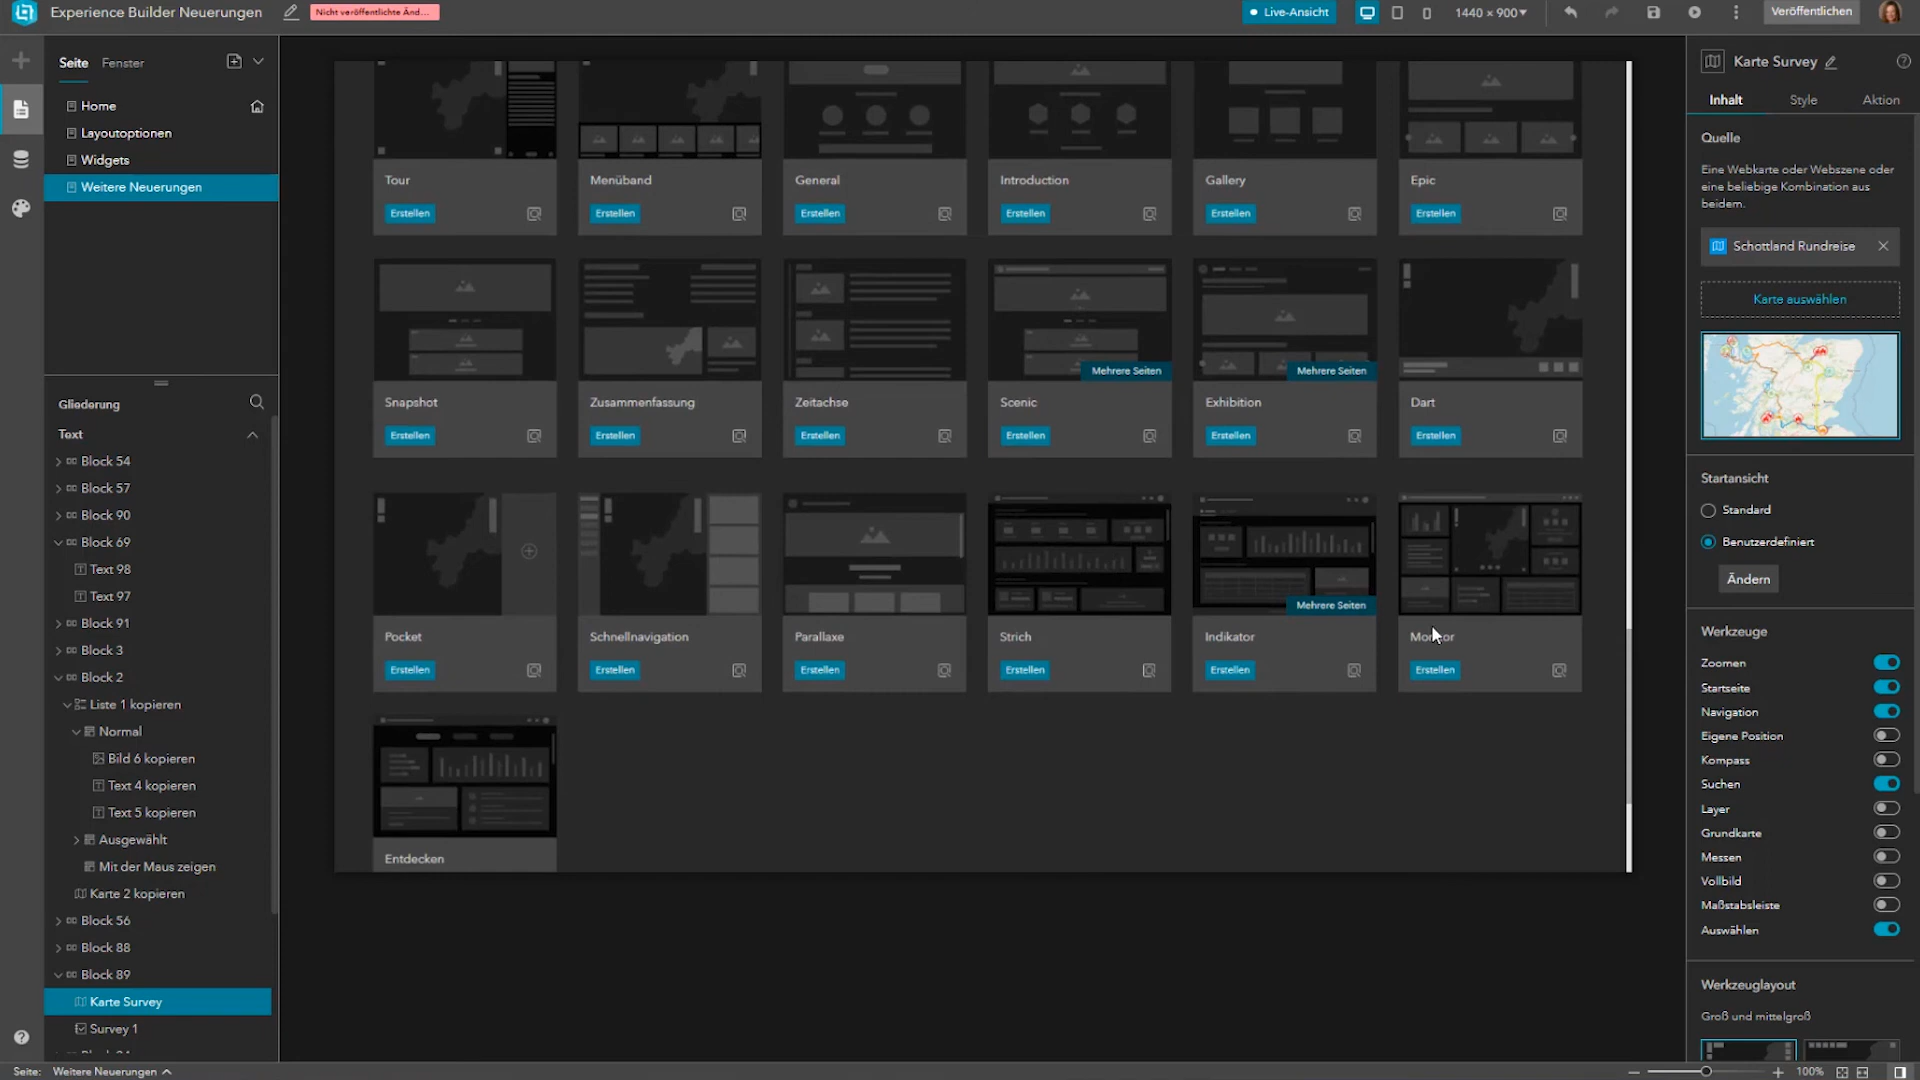 Experience Builder Neuerungen
Nicht veröffentlichte Änd...
Live-Ansicht
1440 × 900
Veröffentlichen
Seite
Fenster
Home
Layoutoptionen
Widgets
Weitere Neuerungen
Gliederung
Text
Block 54
Block 57
Block 90
Block 69
Text 98
Text 97
Block 91
Block 3
Block 2
Liste 1 kopieren
Normal
Bild 6 kopieren
Text 4 kopieren
Text 5 kopieren
Ausgewählt
Mit der Maus zeigen
Karte 2 kopieren
Block 56
Block 88
Block 89
Karte Survey
Survey 1
Tour
Menüband
General
Introduction
Gallery
Epic
Erstellen
Erstellen
Erstellen
Erstellen
Erstellen
Erstellen
Mehrere Seiten
Mehrere Seiten
Snapshot
Zusammenfassung
Zeitachse
Scenic
Exhibition
Dart
Erstellen
Erstellen
Erstellen
Erstellen
Erstellen
Erstellen
Mehrere Seiten
Pocket
Schnellnavigation
Parallaxe
Strich
Indikator
Erstellen
Erstellen
Erstellen
Erstellen
Erstellen
Erstellen
Entdecken
Karte Survey
Inhalt
Style
Aktion
Quelle
Eine Webkarte oder Webszene oder
eine beliebige Kombination aus
beidem.
Schottland Rundreise
Karte auswählen
Startansicht
Standard
Benutzerdefiniert
Ändern
Werkzeuge
Zoomen
Startseite
Navigation
Eigene Position
Kompass
Suchen
Layer
Grundkarte
Messen
Vollbild
Maßstabsleiste
Auswählen
Werkzeuglayout
Groß und mittelgroß
Seite:
Weitere Neuerungen
100%